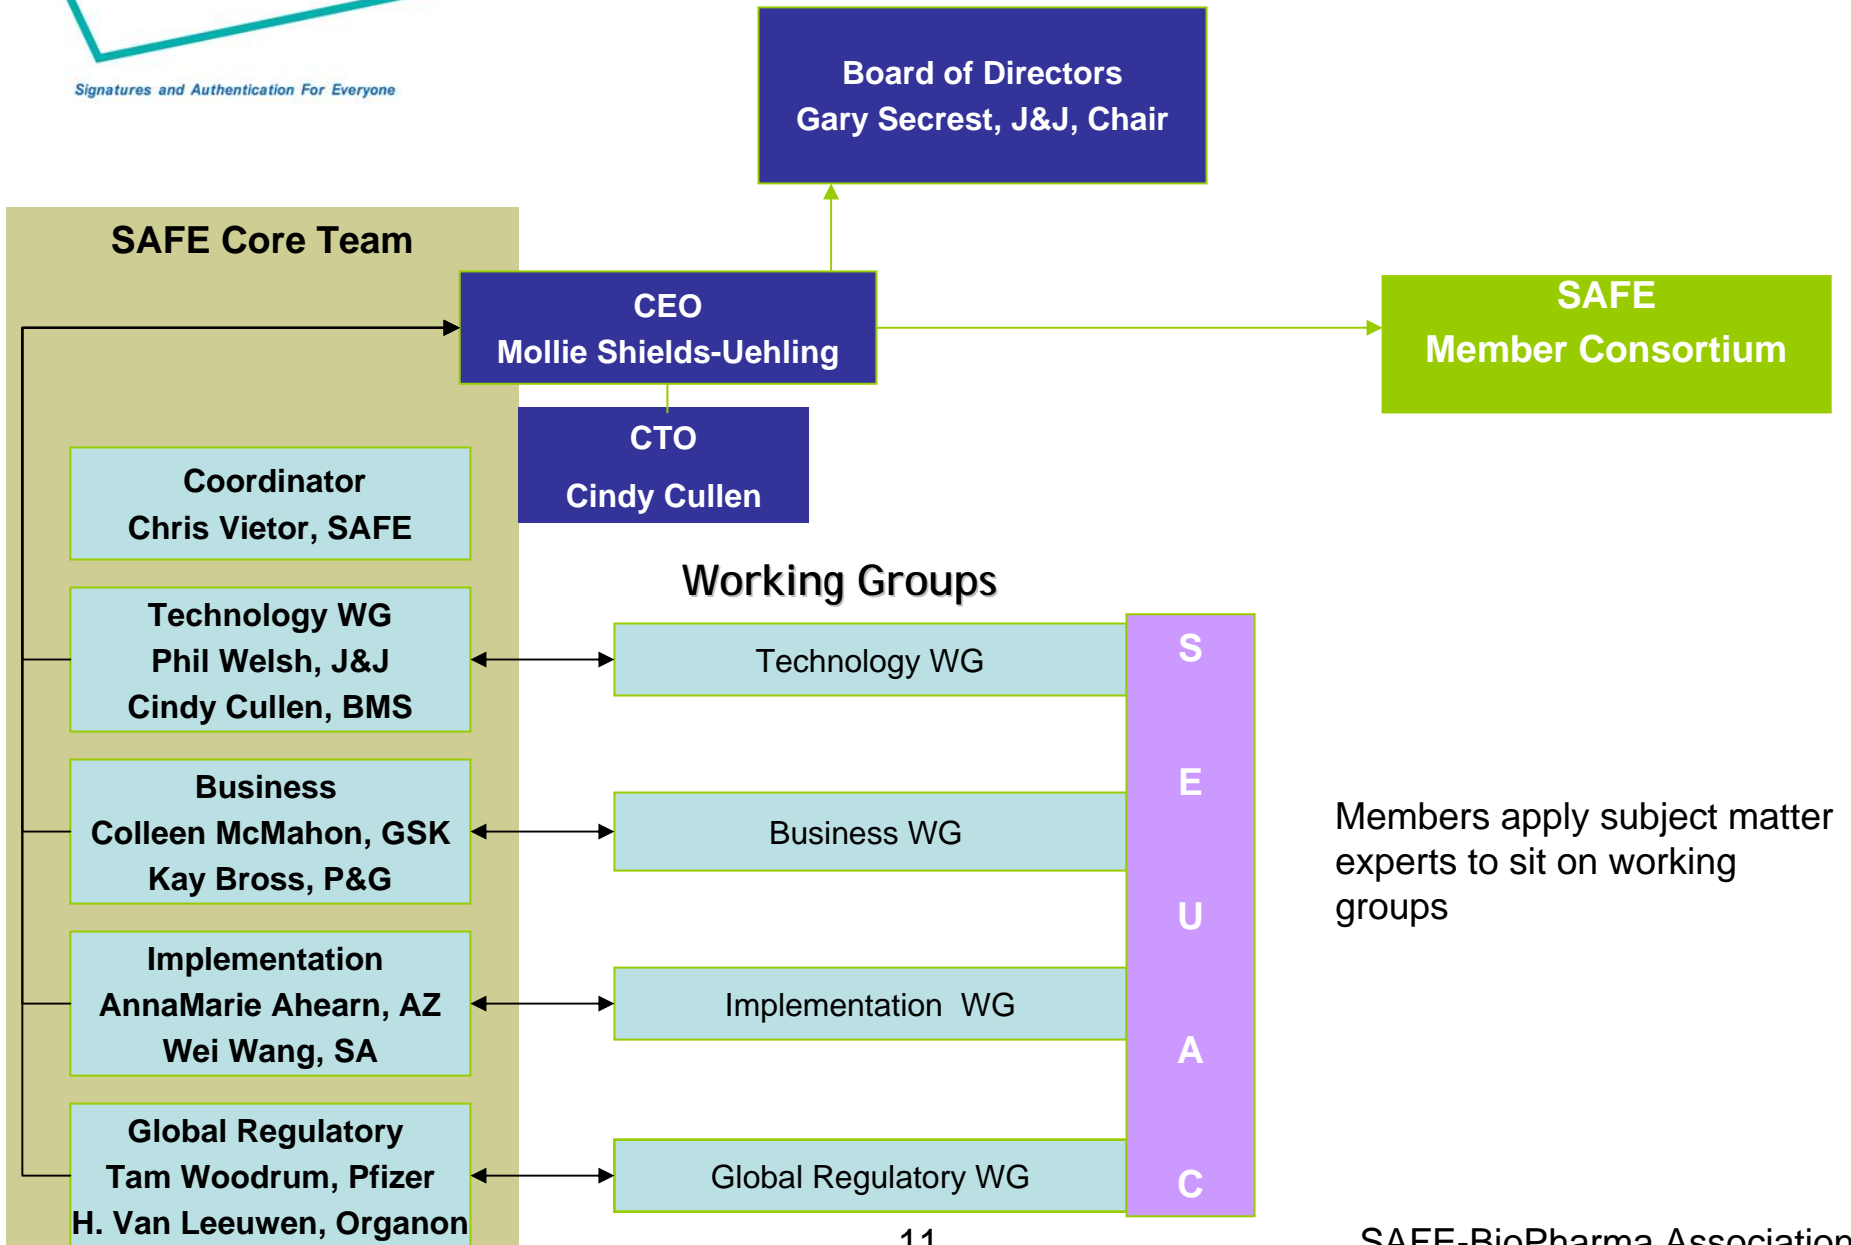 Signatures and Authentication For Everyone
Board of Directors
Gary Secrest, J&J, Chair
SAFE Core Team
CEO
Mollie Shields-Uehling
SAFE
Member Consortium
CTO
Cindy Cullen
Coordinator
Chris Vietor, SAFE
Working Groups
Technology WG
Phil Welsh, J&J
Cindy Cullen, BMS
Technology WG
Business
Colleen McMahon, GSK
Kay Bross, P&G
Business WG
Implementation
AnnaMarie Ahearn, AZ
Wei Wang, SA
Implementation WG
Global Regulatory
Tam Woodrum, Pfizer
H. Van Leeuwen, Organon
Global Regulatory WG
S
E
U
A
C
Members apply subject matter
experts to sit on working
groups
11
SAFE-BioPharma Association